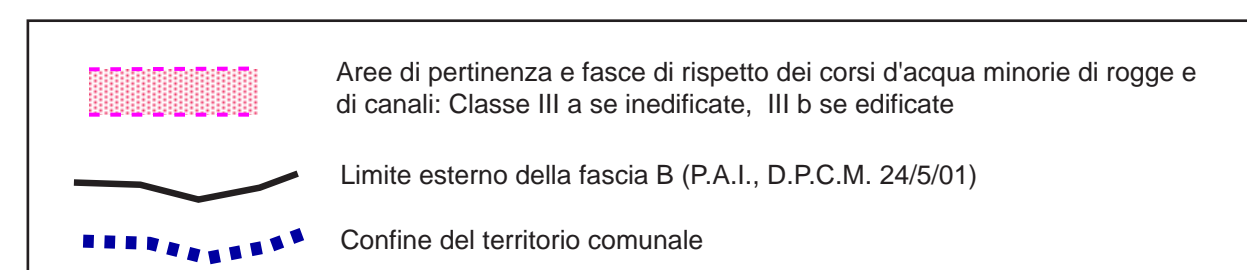 Aree di pertinenza e fasce di rispetto dei corsi d'acqua minorie di rogge e
di canali: Classe III a se inedificate, III b se edificate
Limite esterno della fascia B (P.A.I., D.P.C.M. 24/5/01)
Confine del territorio comunale